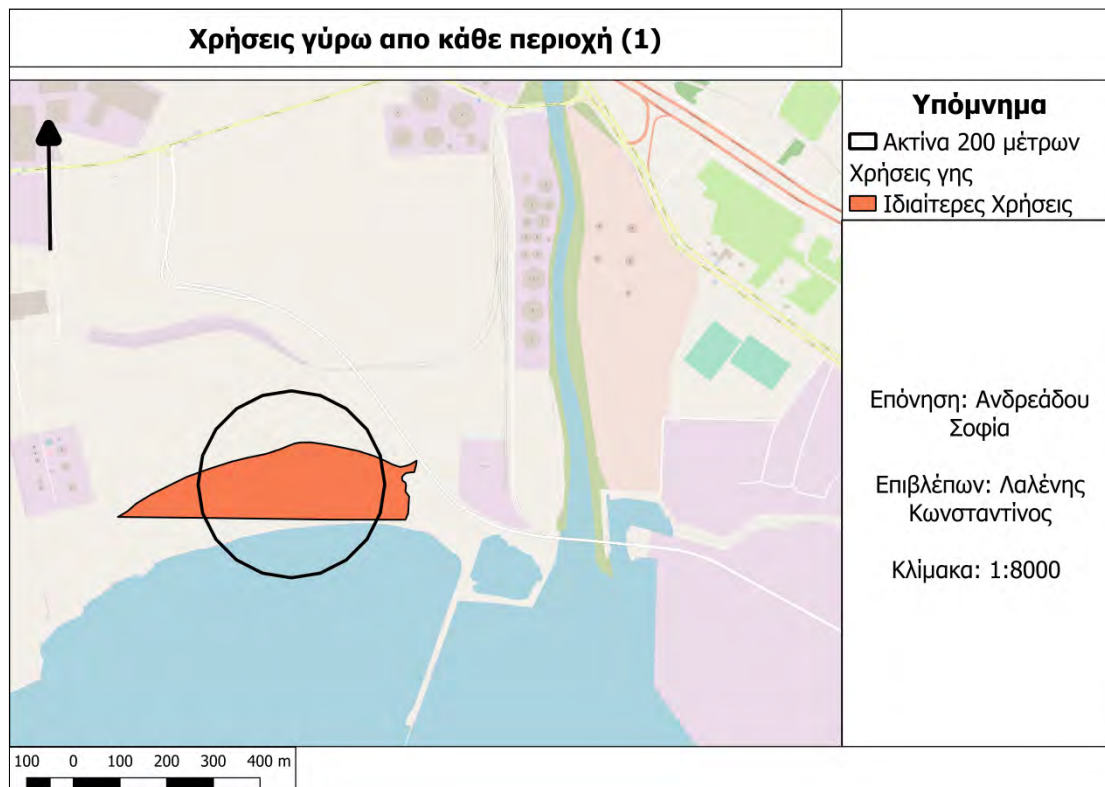 Χρήσεις γύρω απο κάθε περιοχή (1)
Υπόμνημα
Ακτίνα 200 μέτρων
Χρήσεις γης
Ιδιαίτερες Χρήσεις
Επόνηση: Ανδρεάδου
Σοφία
Επιβλέπων: Λαλένης
Κωνσταντίνος
Κλίμακα: 1:8000
100 0 100 200 300 400 m